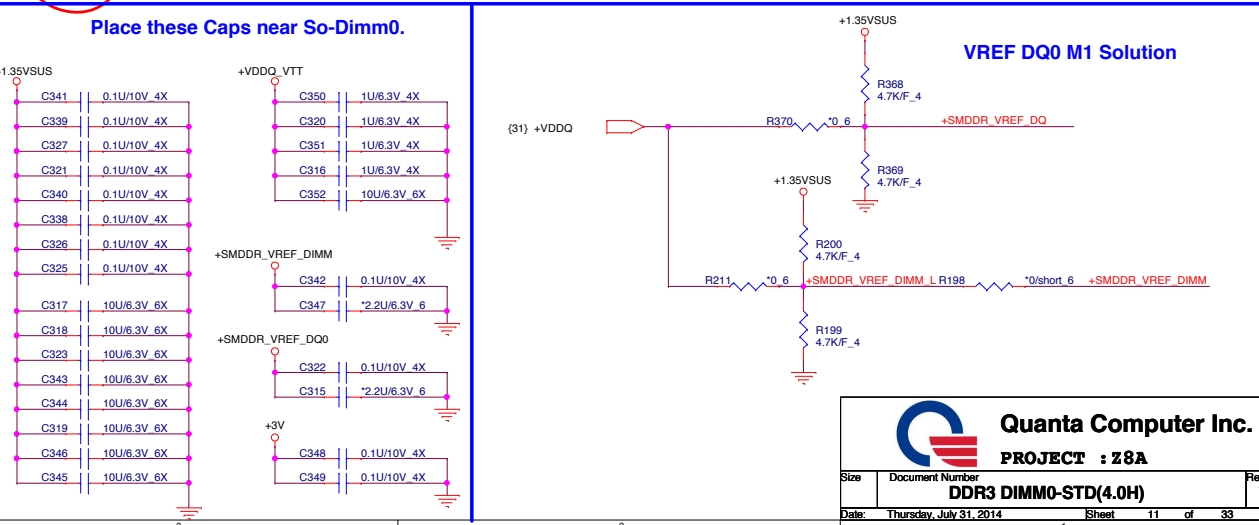 Place these Caps near So-Dimm0.
1.35VSUS
C341 0.1U/10V_4X
C339 0.1U/10V_4X
C327 0.1U/10V_4X
C321 0.1U/10V_4X
C340 0.1U/10V_4X
C338 0.1U/10V_4X
C326 0.1U/10V_4X
C325 0.1U/10V_4X
C317 10U/6.3V_6X
C318 10U/6.3V_6X
C323 10U/6.3V_6X
C343 10U/6.3V_6X
C344 10U/6.3V_6X
C319 10U/6.3V_6X
C346 10U/6.3V_6X
C345 10U/6.3V_6X
+VDDQ_VTT
C350 1U/6.3V_4X
C320 1U/6.3V_4X
C351 1U/6.3V_4X
C316 1U/6.3V_4X
C352 10U/6.3V_6X
+SMDDR_VREF_DIMM
C342 0.1U/10V_4X
C347 *2.2U/6.3V_6
+SMDDR_VREF_DQ0
C322 0.1U/10V_4X
C315 *2.2U/6.3V_6
+3V
C348 0.1U/10V_4X
C349 0.1U/10V_4X
VREF DQ0 M1 Solution
+1.35VSUS
R368
4.7K/F_4
{31} +VDDQ
R370 *0_6
+SMDDR_VREF_DQ
R369
4.7K/F_4
+1.35VSUS
R200
4.7K/F_4
R211 *0_6 +SMDDR_VREF_DIMM_L R198 *0/short_6 +SMDDR_VREF_DIMM
R199
4.7K/F_4
Quanta Computer Inc.
PROJECT : Z8A
Size Document Number Re
DDR3 DIMM0-STD(4.0H)
Date: Thursday, July 31, 2014 Sheet 11 of 33